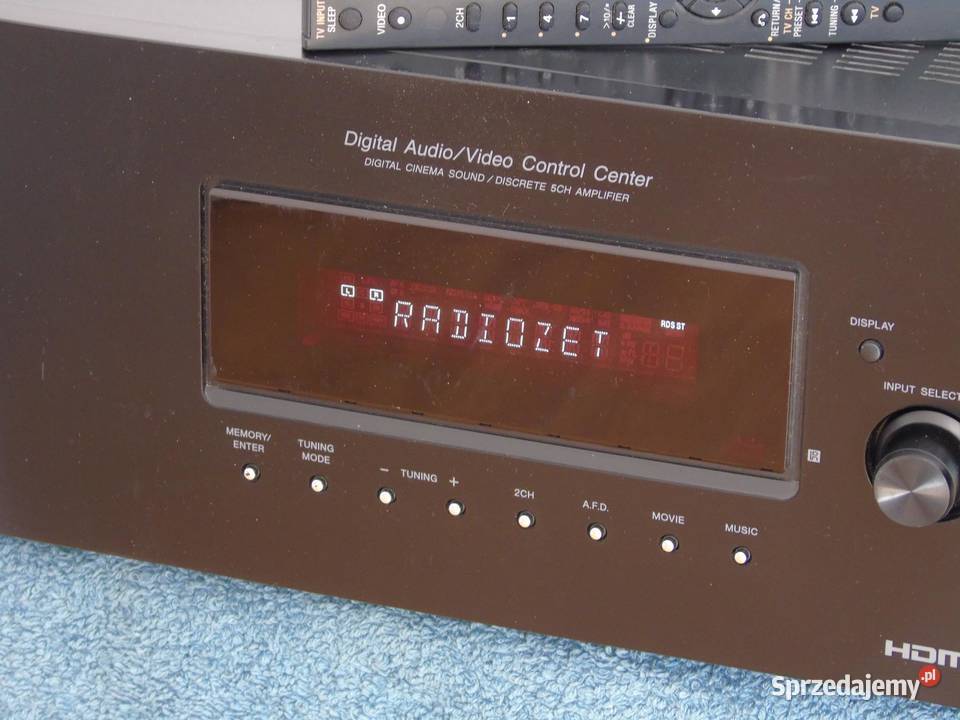 TV INPUT
SLEEP
VIDEO
2CH
1
4
7
>10/•
-/--
CLEAR
DISPLAY
RETURN/
TV CH –
PRESET –
TUNING –
TV
Digital Audio/Video Control Center
DIGITAL CINEMA SOUND / DISCRETE 5CH AMPLIFIER
L R
RADIOZET
RDS ST
DISPLAY
INPUT SELECT
MEMORY/
ENTER
TUNING
MODE
– TUNING +
2CH
A.F.D.
MOVIE
MUSIC
HDM
Sprzedajemy.pl